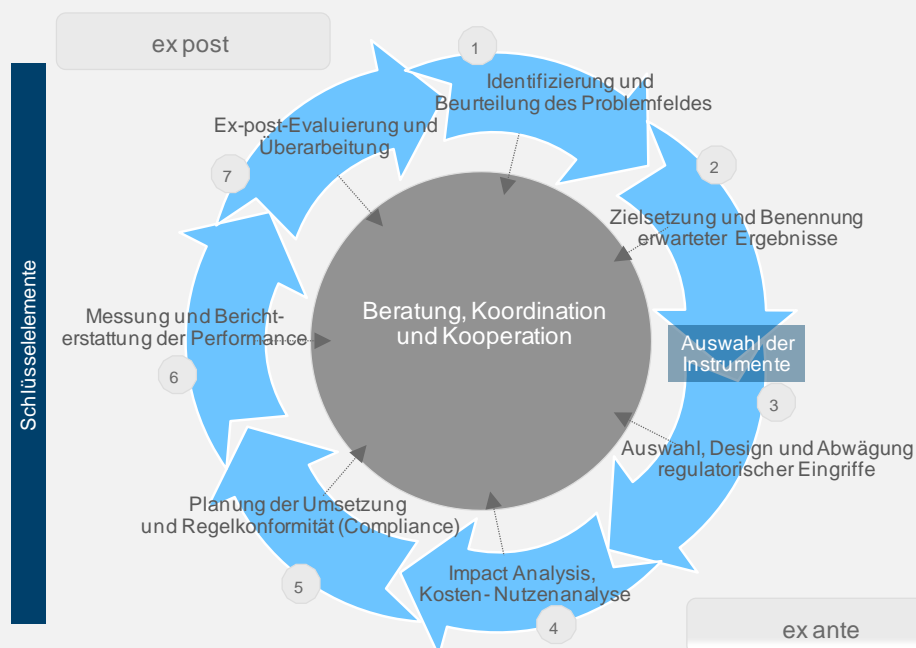 ex post
Schlüsselelemente
1
Identifizierung und
Beurteilung des Problemfeldes
2
Zielsetzung und Benennung
erwarteter Ergebnisse
Auswahl der
Instrumente
3
Auswahl, Design und Abwägung
regulatorischer Eingriffe
4
Impact Analysis,
Kosten-Nutzenanalyse
5
Planung der Umsetzung
und Regelkonformität (Compliance)
6
Messung und Bericht-
erstattung der Performance
7
Ex-post-Evaluierung und
Überarbeitung
Beratung, Koordination
und Kooperation
ex ante